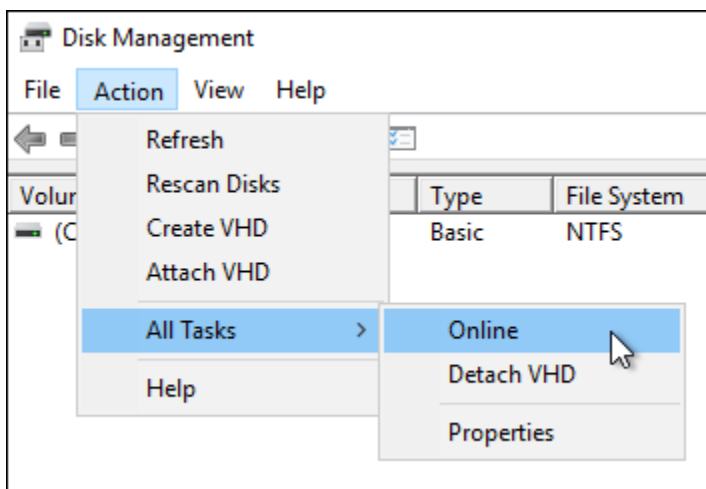 Disk Management
File Action View Help
Refresh
Rescan Disks
Create VHD
Attach VHD
All Tasks
Help
Online
Detach VHD
Properties
Type File System
Basic NTFS